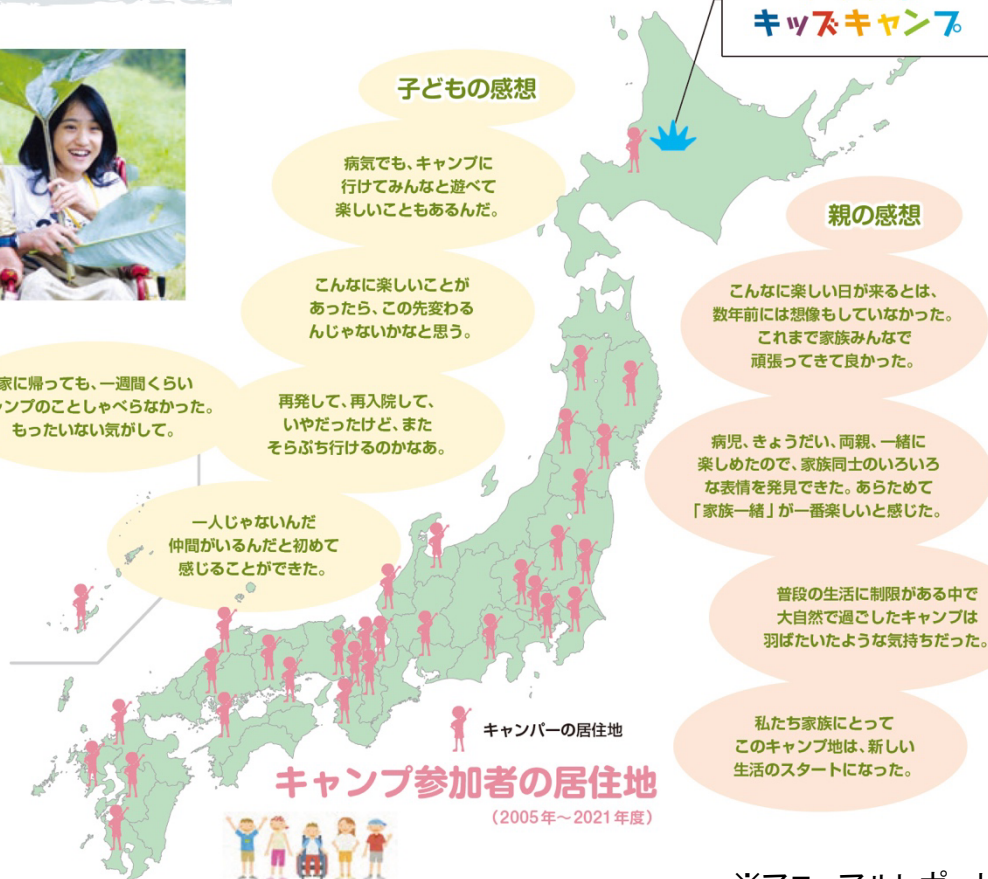 キッズキャンプ
子どもの感想
病気でも、キャンプに
行けてみんなと遊べて
楽しいこともあるんだ。
こんなに楽しいことが
あったら、この先変わる
んじゃないかなと思う。
家に帰っても、一週間くらい
ャンプのことしゃべらなかった。
もったいない気がして。
再発して、再入院して、
いやだったけど、また
そらぷち行けるのかなあ。
一人じゃないんだ
仲間がいるんだと初めて
感じることができた。
親の感想
こんなに楽しい日が来るとは、
数年前には想像もしていなかった。
これまで家族みんなで
頑張ってきて良かった。
病児、きょうだい、両親、一緒に
楽しめたので、家族同士のいろいろ
な表情を発見できた。あらためて
「家族一緒」が一番楽しいと感じた。
普段の生活に制限がある中で
大自然で過ごしたキャンプは
羽ばたいたような気持ちだった。
私たち家族にとって
このキャンプ地は、新しい
生活のスタートになった。
キャンパーの居住地
キャンプ参加者の居住地
（2005年～2021年度）